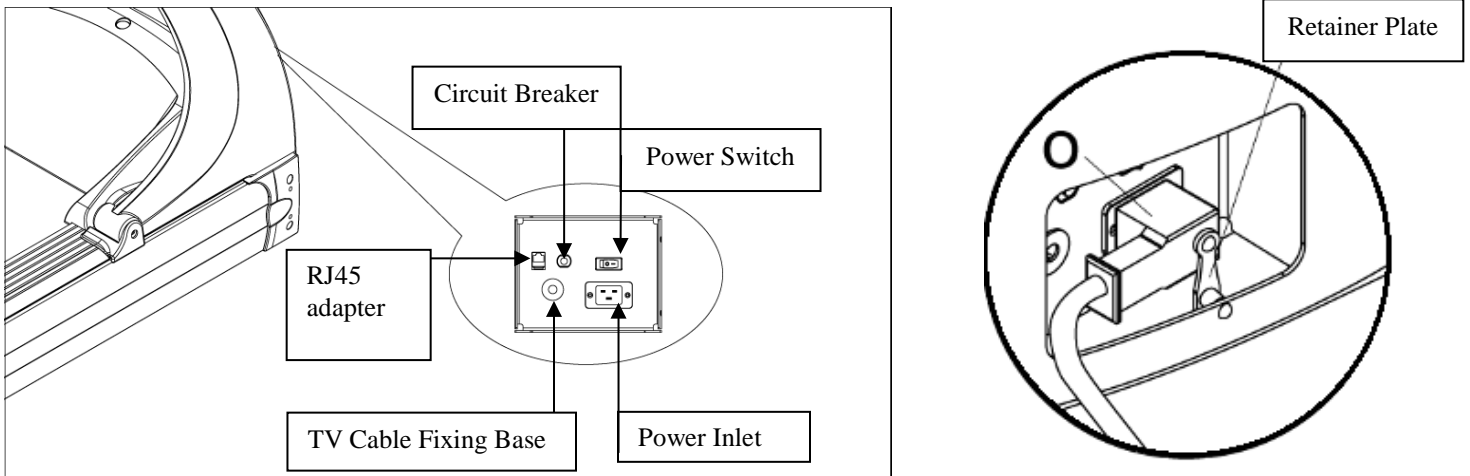 Circuit Breaker
Power Switch
RJ45
adapter
TV Cable Fixing Base
Power Inlet
Retainer Plate
O